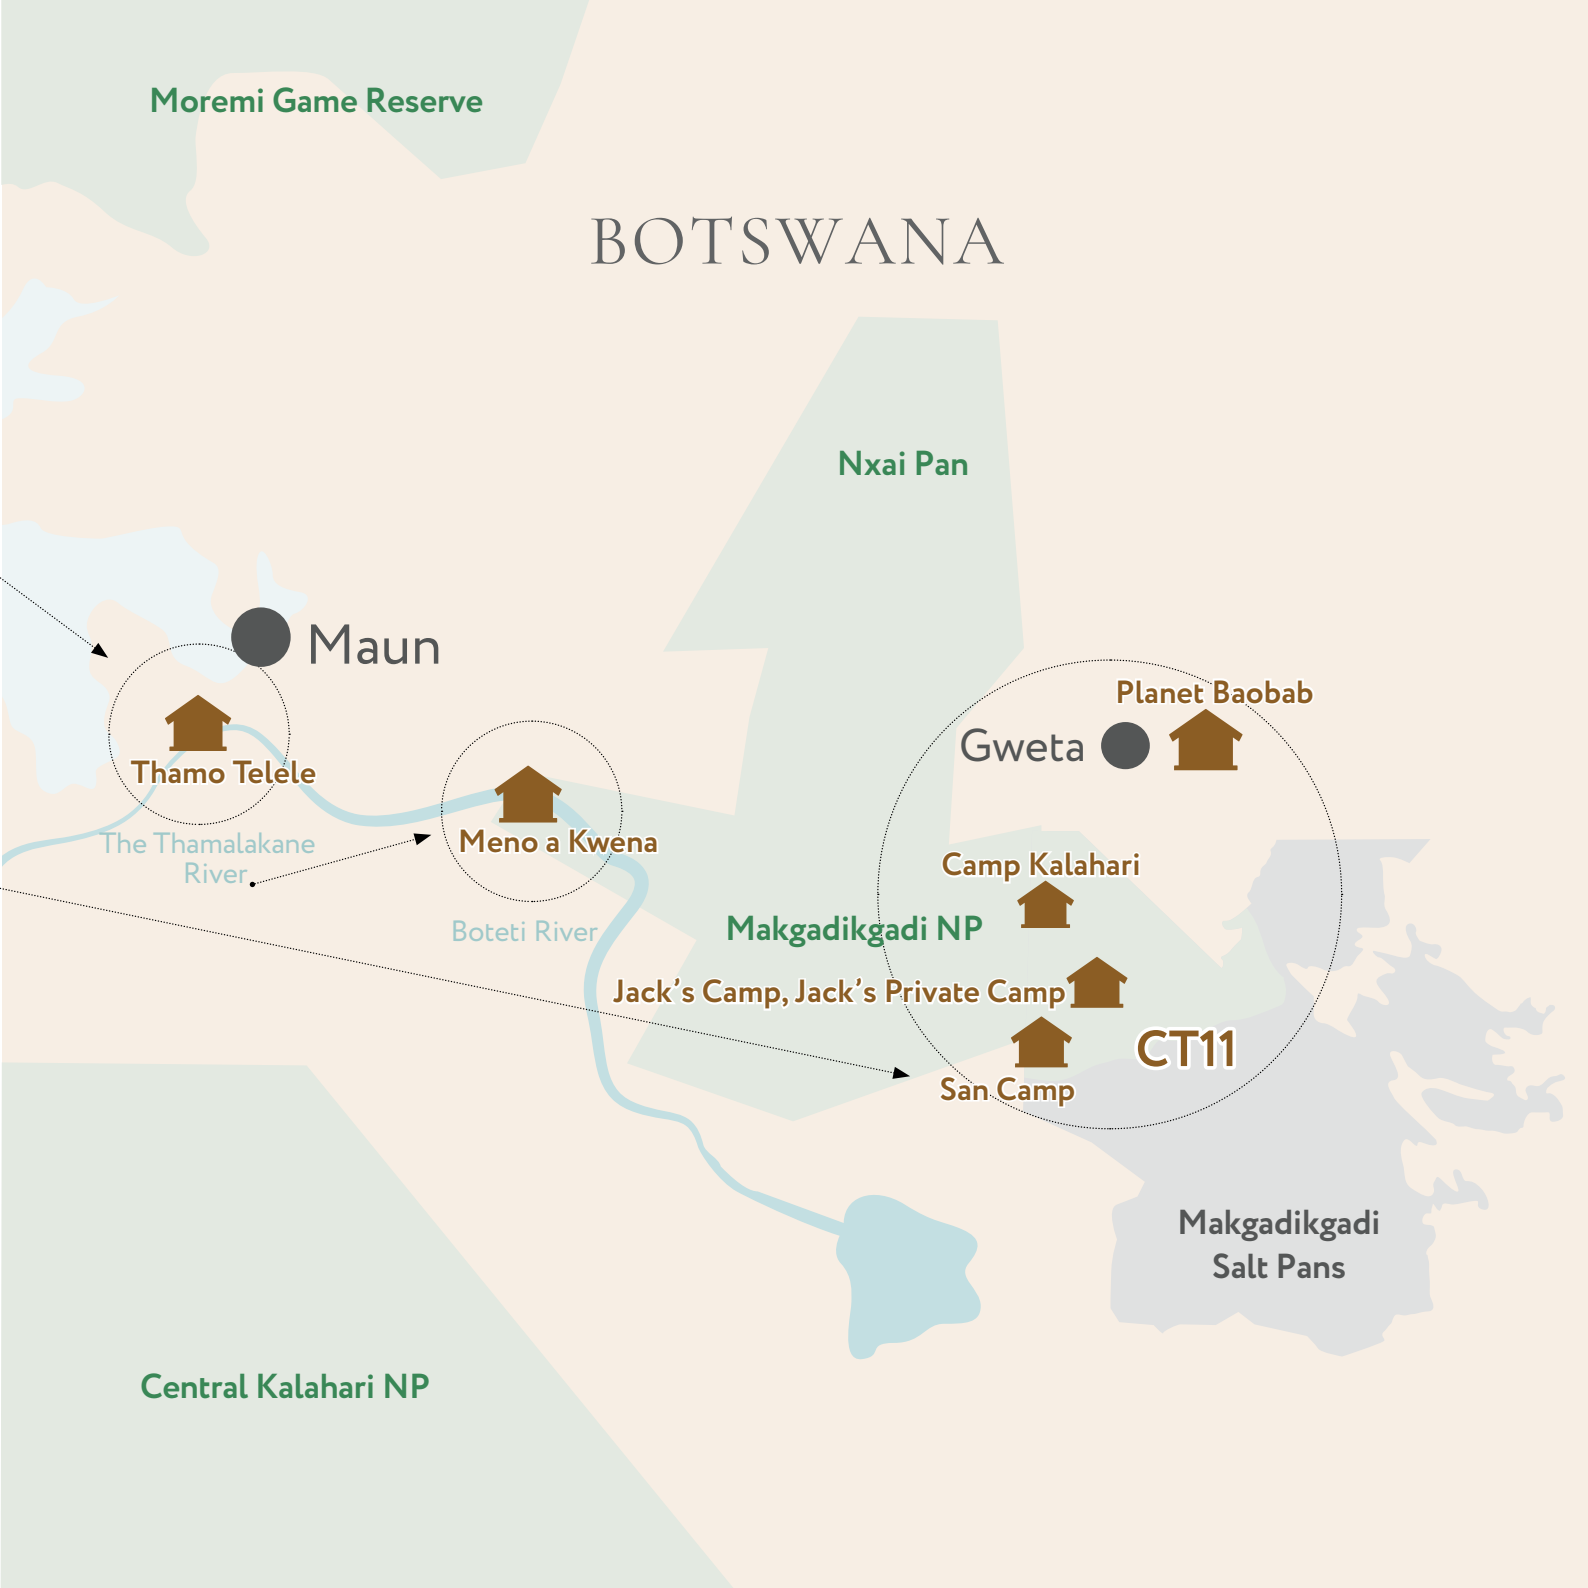 Moremi Game Reserve
BOTSWANA
Nxai Pan
Maun
Planet Baobab
Gweta
Thamo Telele
The Thamalakane
River
Meno a Kwena
Camp Kalahari
Boteti River
Makgadikgadi NP
Jack’s Camp, Jack’s Private Camp
CT11
San Camp
Makgadikgadi
Salt Pans
Central Kalahari NP